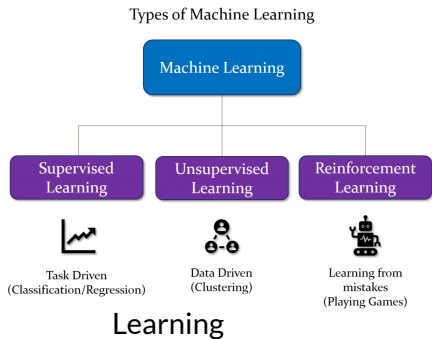 Types of Machine Learning
Machine Learning
Supervised
Learning
Unsupervised
Learning
Reinforcement
Learning
Task Driven
(Classification/Regression)
Data Driven
(Clustering)
Learning from
mistakes
(Playing Games)
Learning